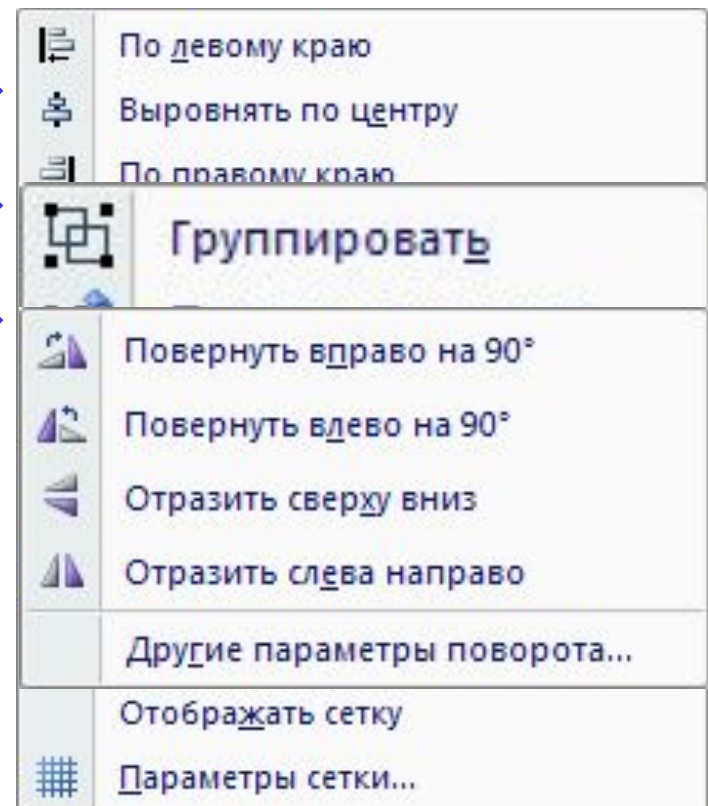 По левому краю
Выровнять по центру
По правому краю
Группировать
Повернуть вправо на 90°
Повернуть влево на 90°
Отразить сверху вниз
Отразить слева направо
Другие параметры поворота...
Отображать сетку
Параметры сетки...